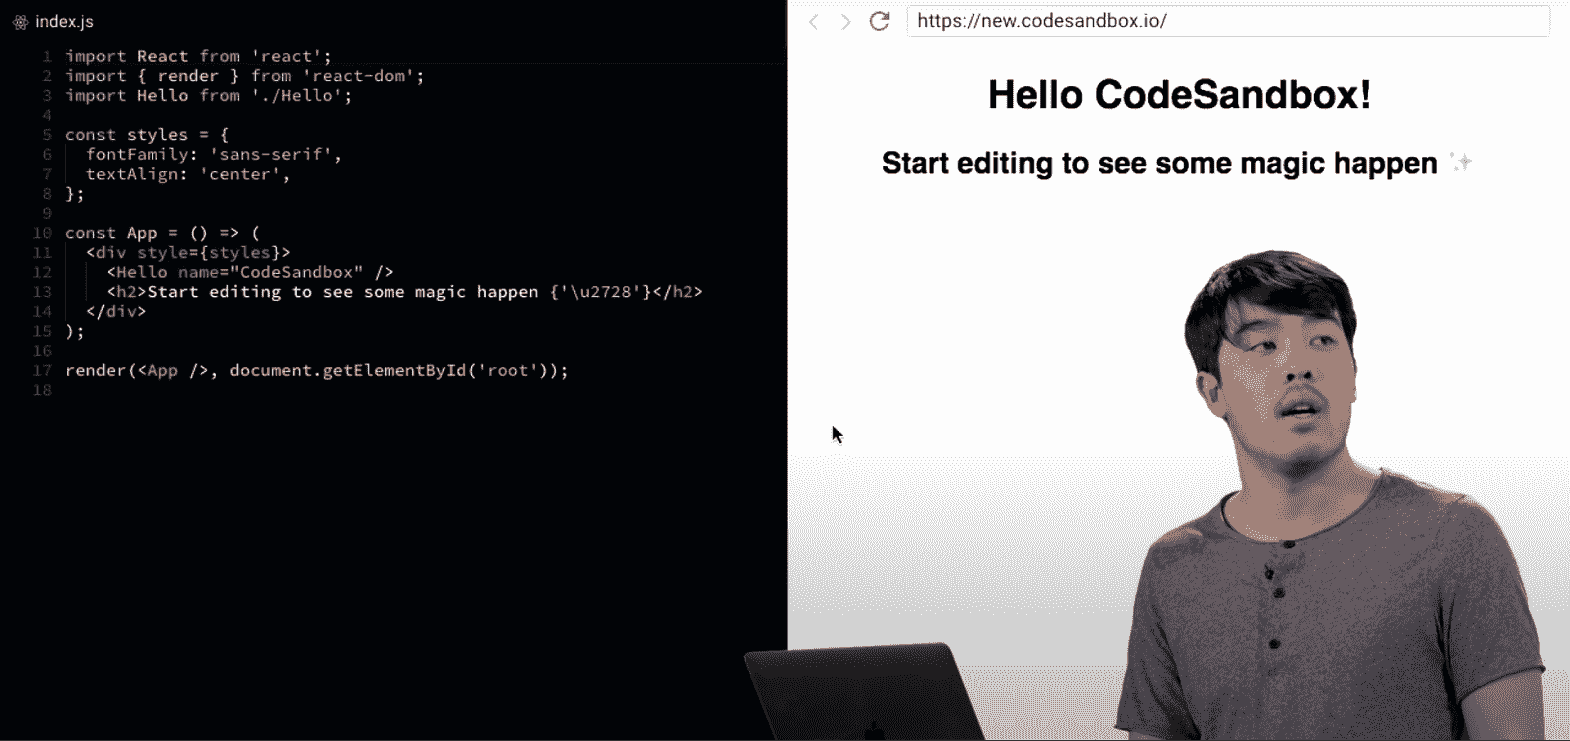 index.js
1 import React from 'react';
2 import { render } from 'react-dom';
3 import Hello from './Hello';
4
5 const styles = {
6   fontFamily: 'sans-serif',
7   textAlign: 'center',
8 };
9
10 const App = () => (
11   <div style={styles}>
12     <Hello name="CodeSandbox" />
13     <h2>Start editing to see some magic happen {'\u2728'}</h2>
14   </div>
15 );
16
17 render(<App />, document.getElementById('root'));
18
https://new.codesandbox.io/
Hello CodeSandbox!
Start editing to see some magic happen ✨